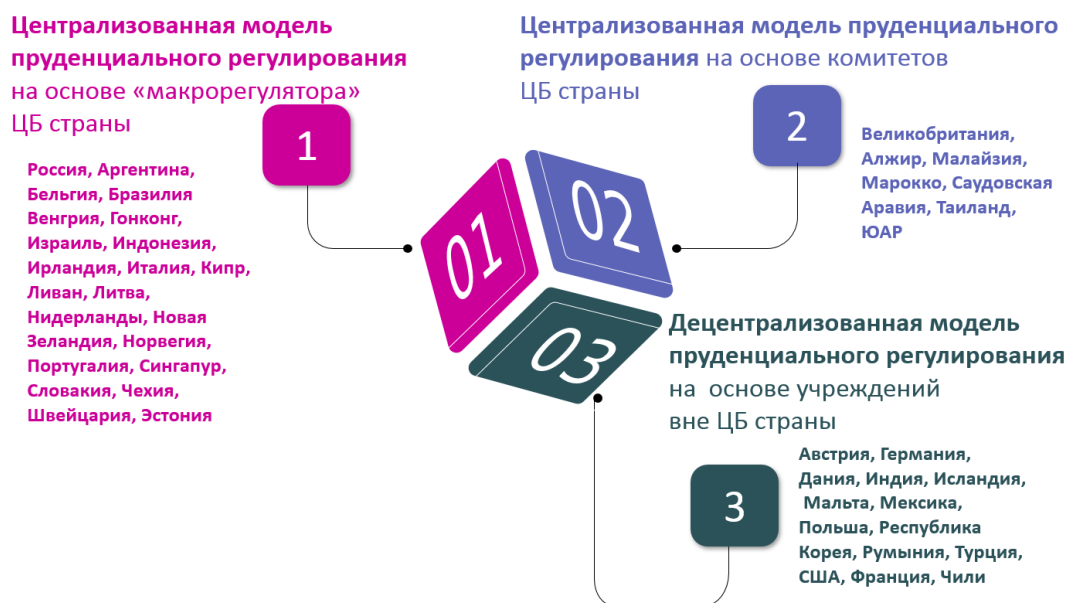 Централизованная модель
пруденциального регулирования
на основе «макрорегулятора»
ЦБ страны
1
Россия, Аргентина,
Бельгия, Бразилия
Венгрия, Гонконг,
Израиль, Индонезия,
Ирландия, Италия, Кипр,
Ливан, Литва,
Нидерланды, Новая
Зеландия, Норвегия,
Португалия, Сингапур,
Словакия, Чехия,
Швейцария, Эстония
01
Централизованная модель пруденциального
регулирования на основе комитетов
ЦБ страны
2
Великобритания,
Алжир, Малайзия,
Марокко, Саудовская
Аравия, Таиланд,
ЮАР
02
03
Децентрализованная модель
пруденциального регулирования
на основе учреждений
вне ЦБ страны
3
Австрия, Германия,
Дания, Индия, Исландия,
Мальта, Мексика,
Польша, Республика
Корея, Румыния, Турция,
США, Франция, Чили